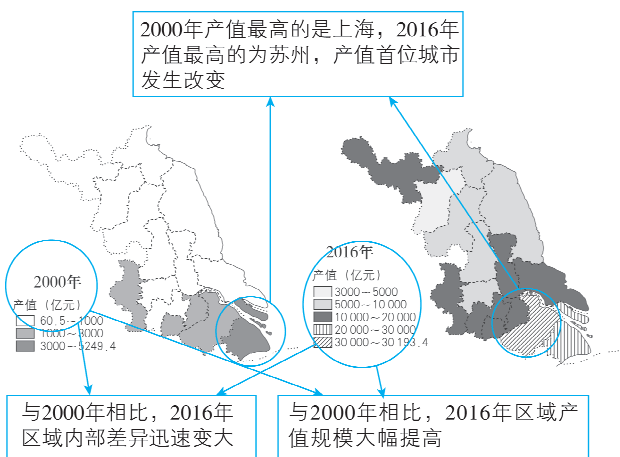 2000年产值最高的是上海，2016年
产值最高的为苏州，产值首位城市
发生改变
2000年
产值（亿元）
60.5～1000
1000～3000
3000～5249.4
2016年
产值（亿元）
3000～5000
5000～10 000
10 000～20 000
20 000～30 000
30 000～30 193.4
与2000年相比，2016年
区域内部差异迅速变大
与2000年相比，2016年区域产
值规模大幅提高